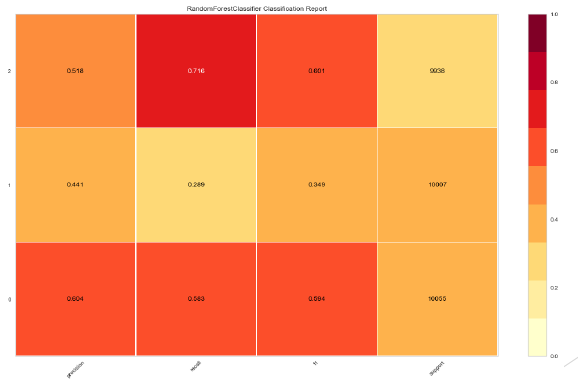 RandomForestClassifier Classification Report
2 0.518 0.716 0.601 9938
1 0.441 0.289 0.349 10007
0 0.604 0.583 0.594 10055
precision recall f1 support
1.0
0.8
0.6
0.4
0.2
0.0